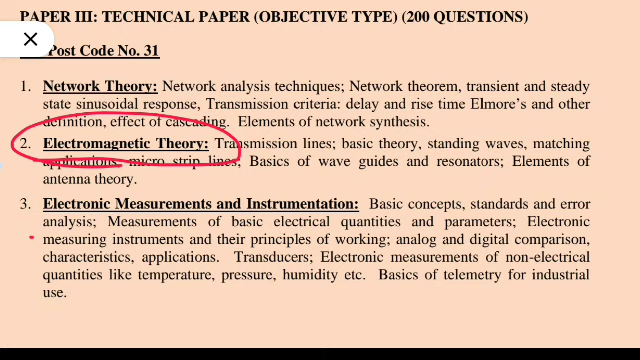 PAPER III: TECHNICAL PAPER (OBJECTIVE TYPE) (200 QUESTIONS)
Post Code No. 31
1. Network Theory: Network analysis techniques; Network theorem, transient and steady
state sinusoidal response, Transmission criteria: delay and rise time Elmore's and other
definition, effect of cascading. Elements of network synthesis.
2. Electromagnetic Theory: Transmission lines; basic theory, standing waves, matching
applications, micro strip lines; Basics of wave guides and resonators; Elements of
antenna theory.
3. Electronic Measurements and Instrumentation: Basic concepts, standards and error
analysis; Measurements of basic electrical quantities and parameters; Electronic
measuring instruments and their principles of working; analog and digital comparison,
characteristics, applications. Transducers; Electronic measurements of non-electrical
quantities like temperature, pressure, humidity etc. Basics of telemetry for industrial
use.